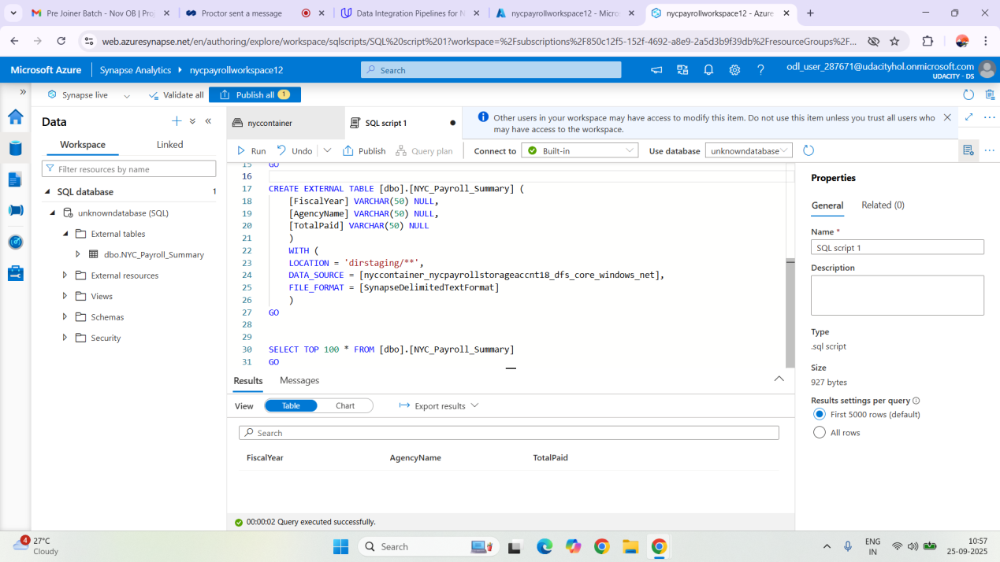 Pre Joiner Batch - Nov OB | Pro
Proctor sent a message
Data Integration Pipelines for N
nycpayrollworkspace12 - Micro
nycpayrollworkspace12 - Azure
web.azuresynapse.net/en/authoring/explore/workspace/sqlscripts/SQL%20script%201?workspace=%2Fsubscriptions%2F850c12f5-152f-4692-a8e9-2a5d3b9f39db%2FresourceGroups%2F...
Microsoft Azure
Synapse Analytics
nycpayrollworkspace12
Search
odl_user_287671@udacityhol.onmicrosoft.com
UDACITY - DS
Synapse live
Validate all
Publish all 1
Data
Workspace
Linked
Filter resources by name
SQL database
1
unknowndatabase (SQL)
External tables
dbo.NYC_Payroll_Summary
External resources
Views
Schemas
Security
nyccontainer
SQL script 1
Other users in your workspace may have access to modify this item. Do not use this item unless you trust all users who
may have access to the workspace.
Run
Undo
Publish
Query plan
Connect to
Built-in
Use database
unknowndatabase
15 GO
16
17 CREATE EXTERNAL TABLE [dbo].[NYC_Payroll_Summary] (
18 [FiscalYear] VARCHAR(50) NULL,
19 [AgencyName] VARCHAR(50) NULL,
20 [TotalPaid] VARCHAR(50) NULL
21 )
22 WITH (
23 LOCATION = 'dirstaging/**',
24 DATA_SOURCE = [nyccontainer_nycpayrollstorageaccnt18_dfs_core_windows_net],
25 FILE_FORMAT = [SynapseDelimitedTextFormat]
26 )
27 GO
28
29
30 SELECT TOP 100 * FROM [dbo].[NYC_Payroll_Summary]
31 GO
Results
Messages
View
Table
Chart
Export results
Search
FiscalYear
AgencyName
TotalPaid
00:00:02 Query executed successfully.
Properties
General
Related (0)
Name *
SQL script 1
Description
Type
.sql script
Size
927 bytes
Results settings per query
First 5000 rows (default)
All rows
4
27°C
Cloudy
Search
ENG
IN
10:57
25-09-2025